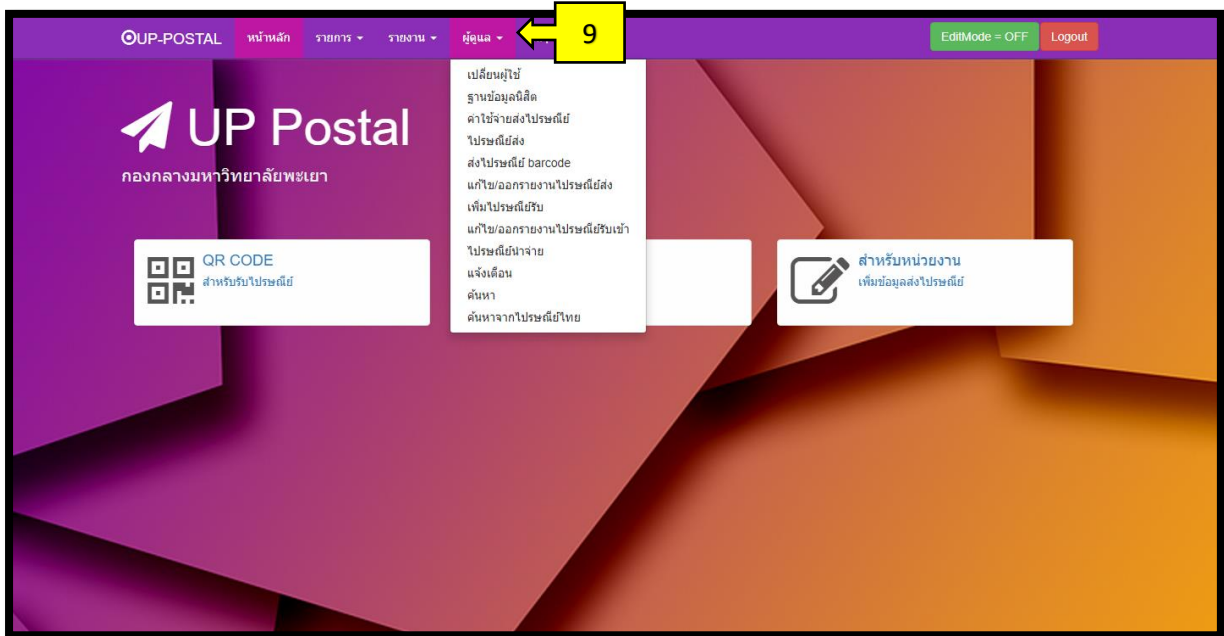 UP-POSTAL หน้าหลัก รายการ รายงาน ผู้ดูแล 9 EditMode = OFF Logout
เปลี่ยนผู้ใช้
ฐานข้อมูลนิสิต
ค่าใช้จ่ายส่งไปรษณีย์
ไปรษณีย์ส่ง
ส่งไปรษณีย์ barcode
แก้ไข/ออกรายงานไปรษณีย์ส่ง
เพิ่มไปรษณีย์รับ
แก้ไข/ออกรายงานไปรษณีย์รับเข้า
ไปรษณีย์นำจ่าย
แจ้งเตือน
ค้นหา
ค้นหาจากไปรษณีย์ไทย
UP Postal
กองกลางมหาวิทยาลัยพะเยา
QR CODE
สำหรับรับไปรษณีย์
สำหรับหน่วยงาน
เพิ่มข้อมูลส่งไปรษณีย์